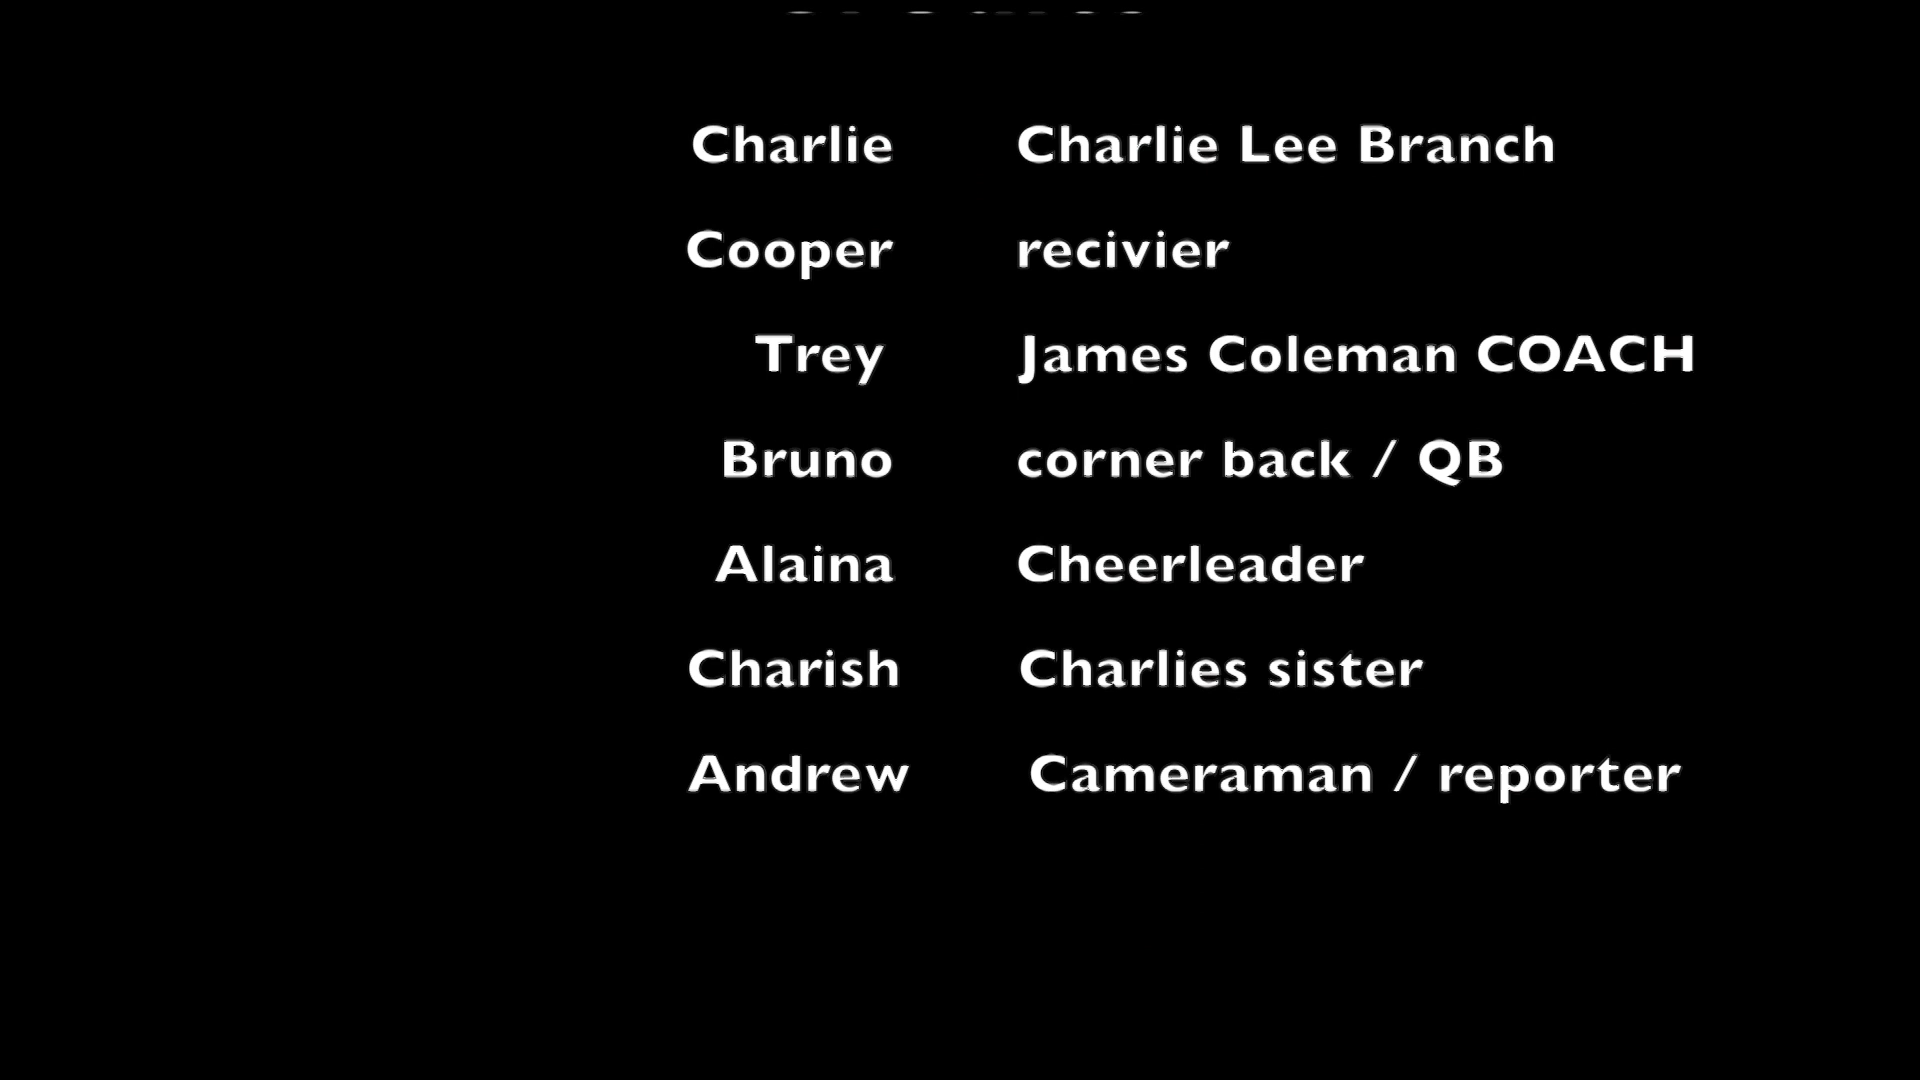 Charlie Charlie Lee Branch
Cooper recivier
Trey James Coleman COACH
Bruno corner back / QB
Alaina Cheerleader
Charish Charlies sister
Andrew Cameraman / reporter